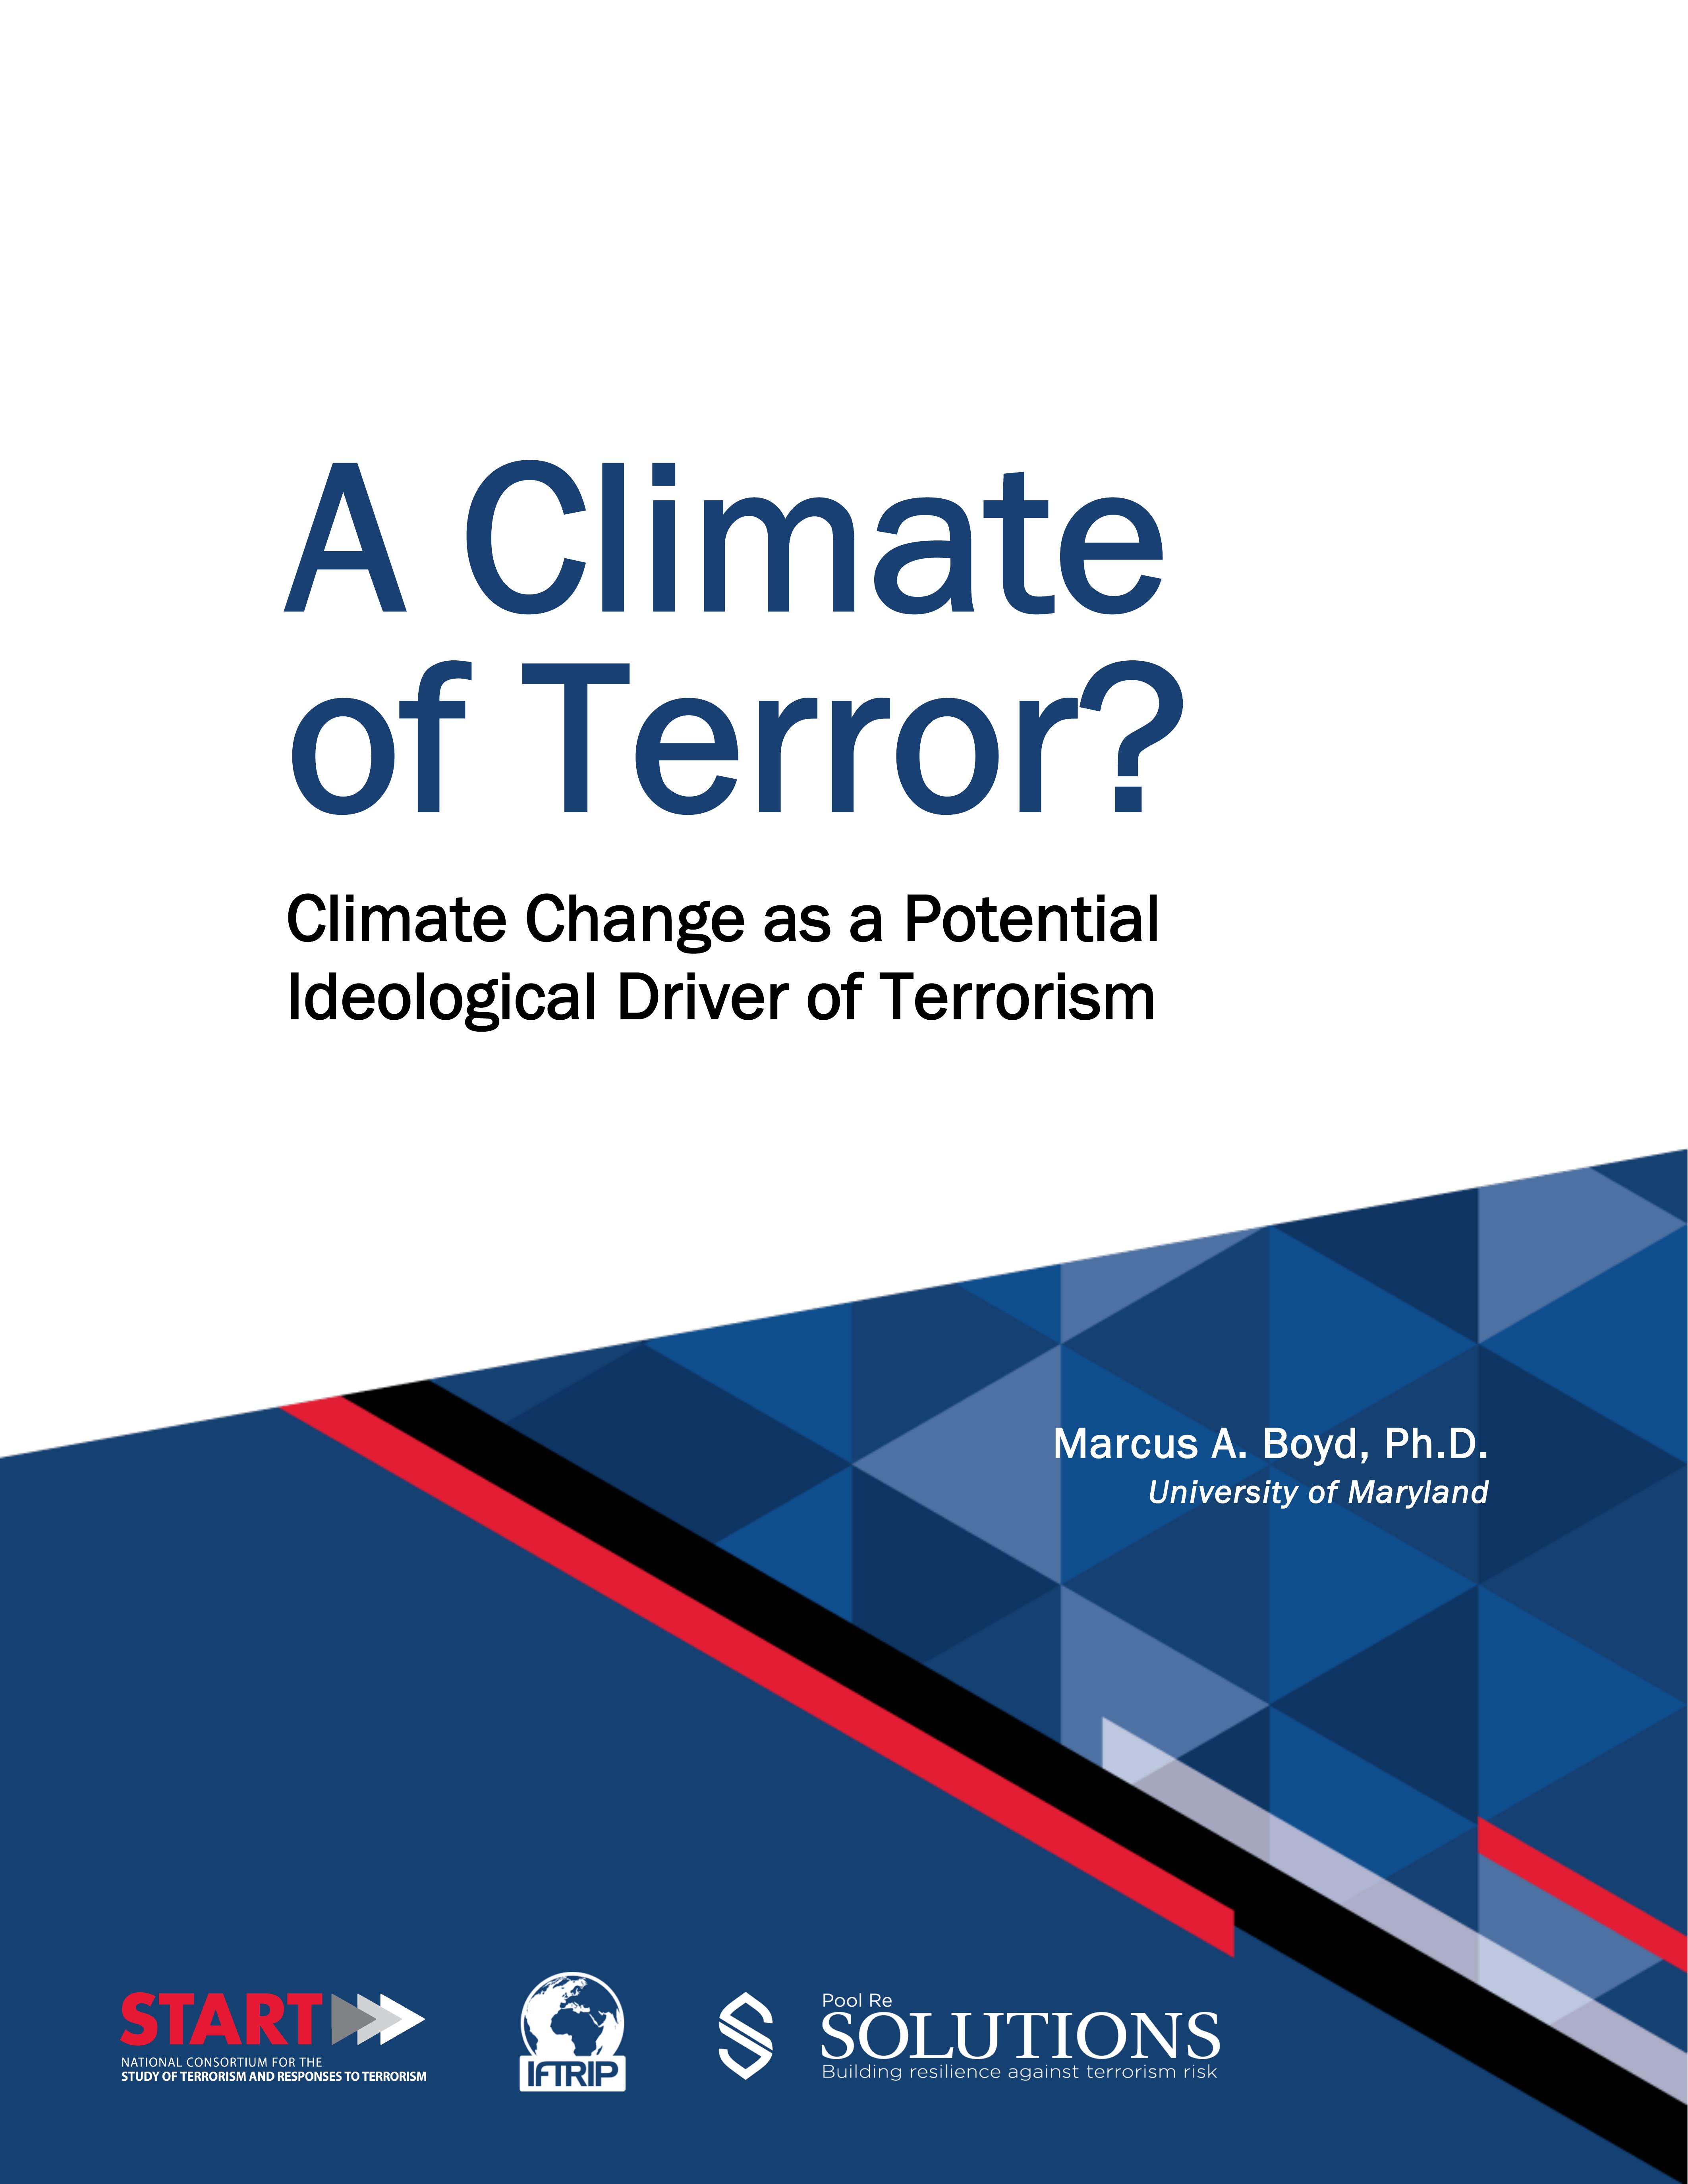 A Climate
of Terror?
Climate Change as a Potential
Ideological Driver of Terrorism
Marcus A. Boyd, Ph.D.
University of Maryland
START
NATIONAL CONSORTIUM FOR THE
STUDY OF TERRORISM AND RESPONSES TO TERRORISM
IFTRIP
Pool Re
SOLUTIONS
Building resilience against terrorism risk